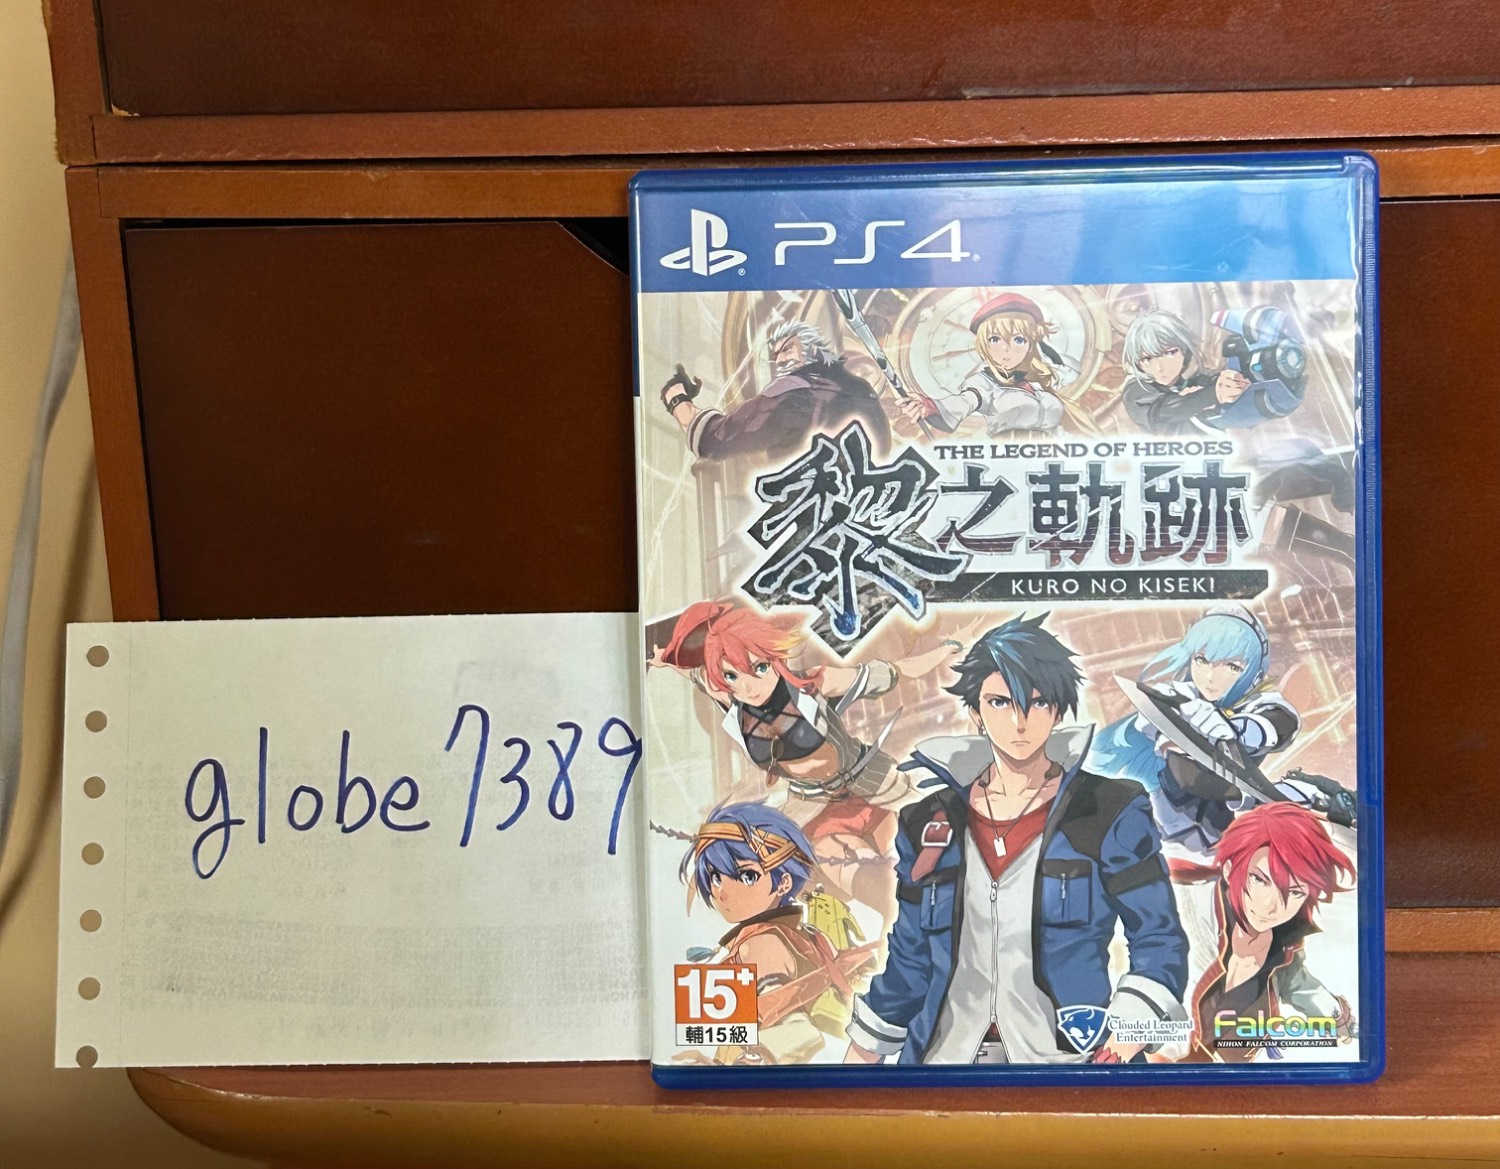 globe7389
PS4
THE LEGEND OF HEROES
黎之軌跡
KURO NO KISEKI
15+
輔15級
Clouded Leopard
Entertainment
Falcom
NIHON FALCOM CORPORATION